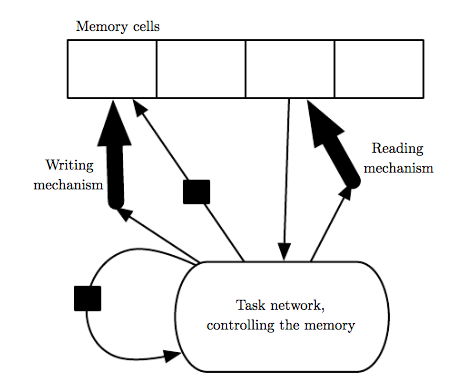 Memory cells
Writing
mechanism
Reading
mechanism
Task network,
controlling the memory